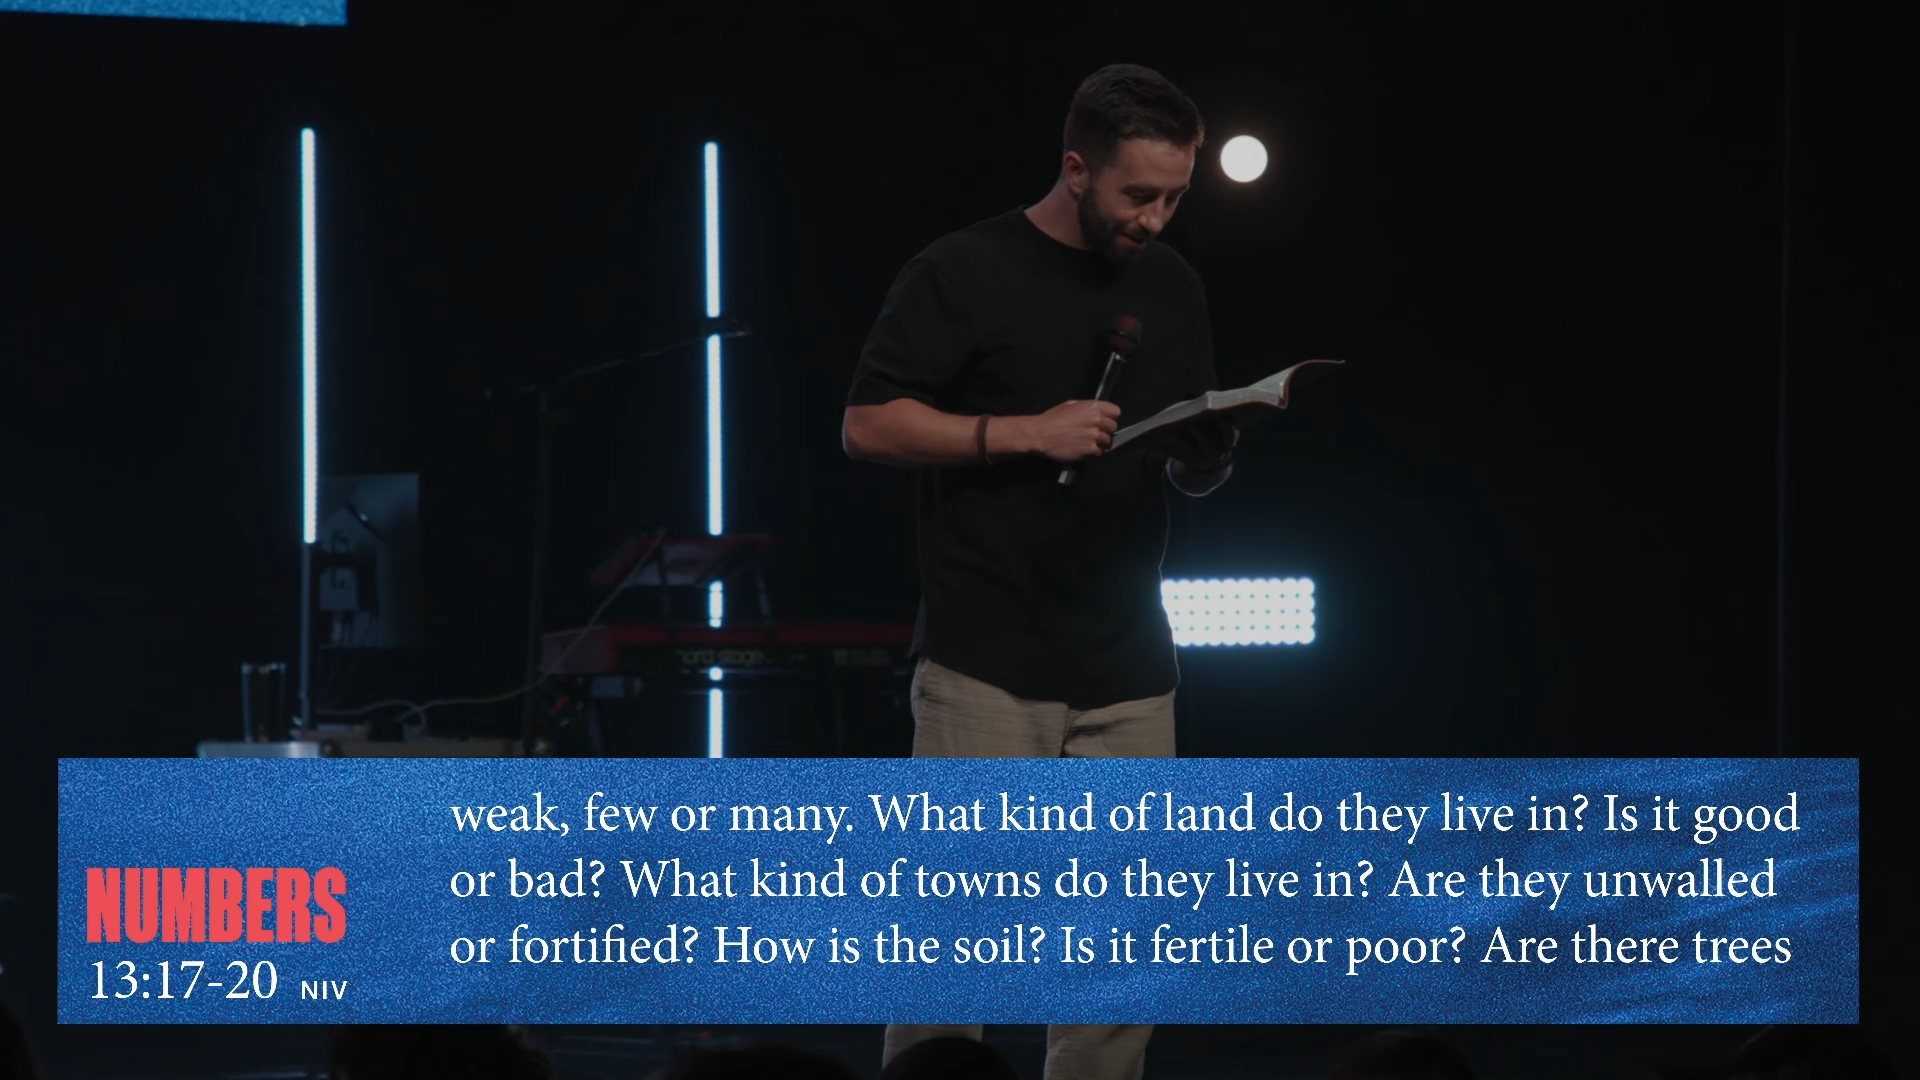 nord stage
weak, few or many. What kind of land do they live in? Is it good
or bad? What kind of towns do they live in? Are they unwalled
or fortified? How is the soil? Is it fertile or poor? Are there trees
NUMBERS
13:17-20 NIV